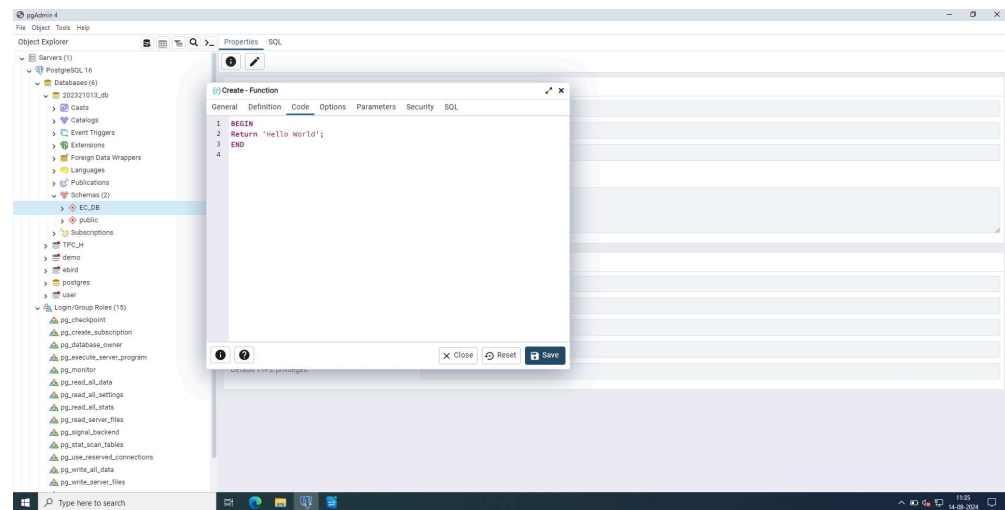 pgAdmin 4
File Object Tools Help
Object Explorer
Properties SQL
Servers (1)
PostgreSQL 16
Databases (6)
202321013_db
Casts
Catalogs
Event Triggers
Extensions
Foreign Data Wrappers
Languages
Publications
Schemas (2)
EC_DB
public
Subscriptions
TPC_H
demo
ebird
postgres
user
Login/Group Roles (15)
pg_checkpoint
pg_create_subscription
pg_database_owner
pg_execute_server_program
pg_monitor
pg_read_all_data
pg_read_all_settings
pg_read_all_stats
pg_read_server_files
pg_signal_backend
pg_stat_scan_tables
pg_use_reserved_connections
pg_write_all_data
pg_write_server_files
Create - Function
General Definition Code Options Parameters Security SQL
1 BEGIN
2 Return 'Hello World';
3 END
4
Close Reset Save
Default TYPE privileges
Type here to search
11:35
14-08-2024